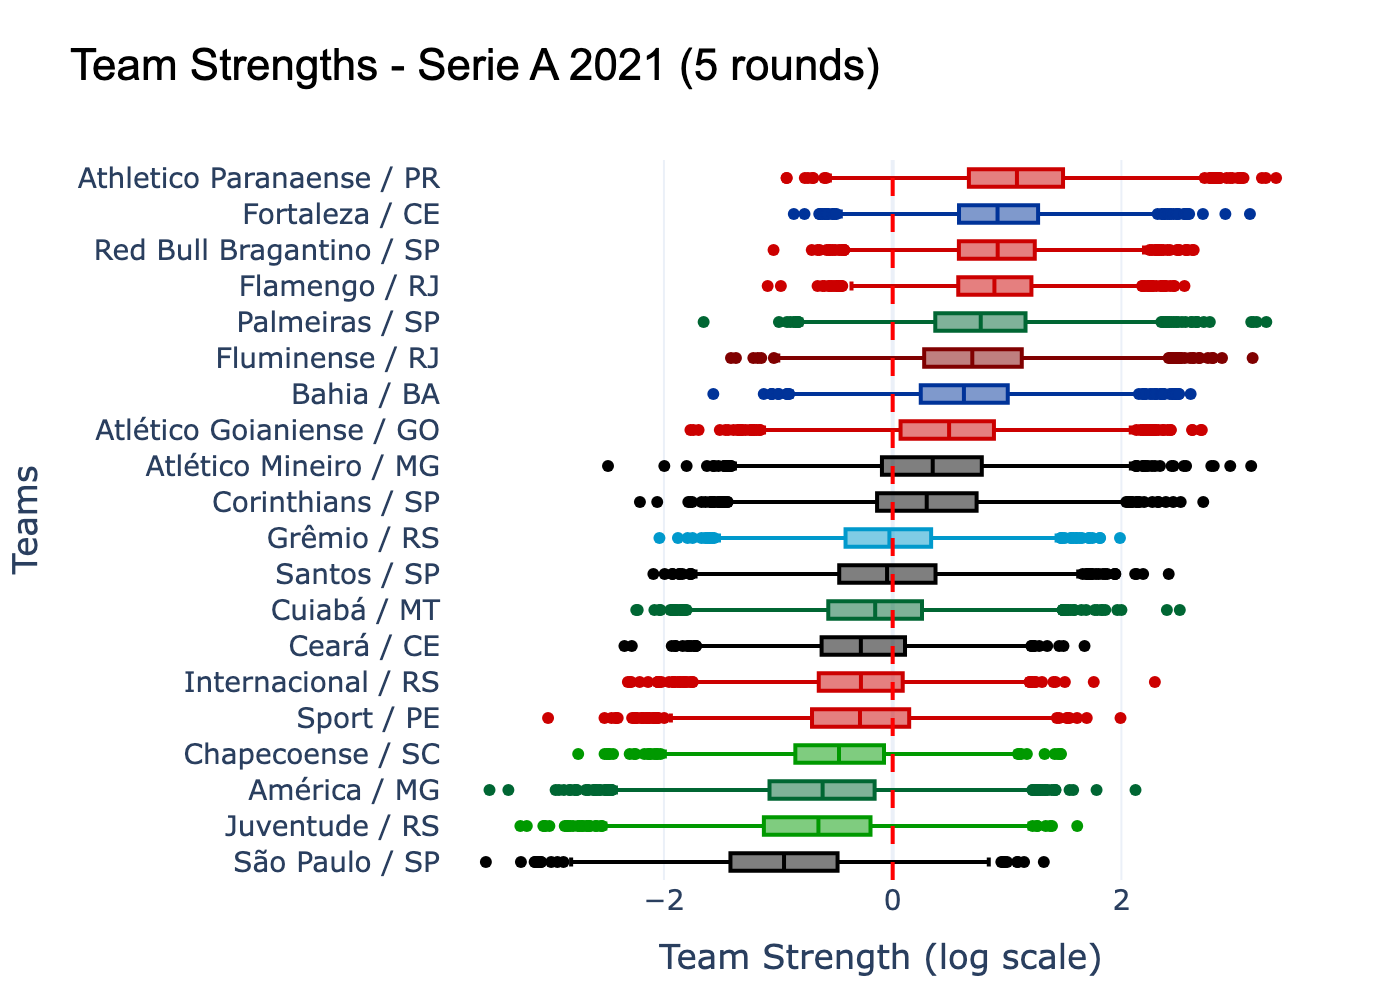 Team Strengths - Serie A 2021 (5 rounds)
Athletico Paranaense / PR
Fortaleza / CE
Red Bull Bragantino / SP
Flamengo / RJ
Palmeiras / SP
Fluminense / RJ
Bahia / BA
Atlético Goianiense / GO
Atlético Mineiro / MG
Corinthians / SP
Grêmio / RS
Santos / SP
Cuiabá / MT
Ceará / CE
Internacional / RS
Sport / PE
Chapecoense / SC
América / MG
Juventude / RS
São Paulo / SP
Teams
−2 0 2
Team Strength (log scale)